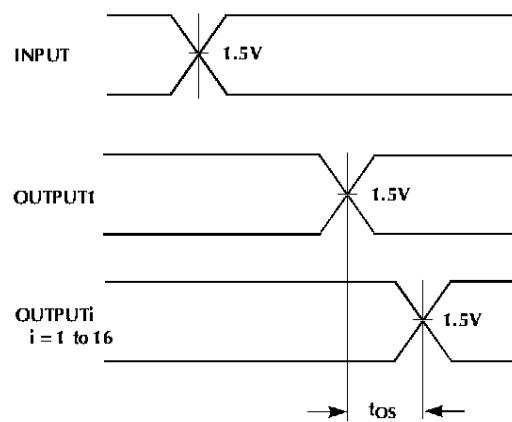 INPUT
1.5V
OUTPUT1
1.5V
OUTPUTi
i = 1 to 16
1.5V
tOS